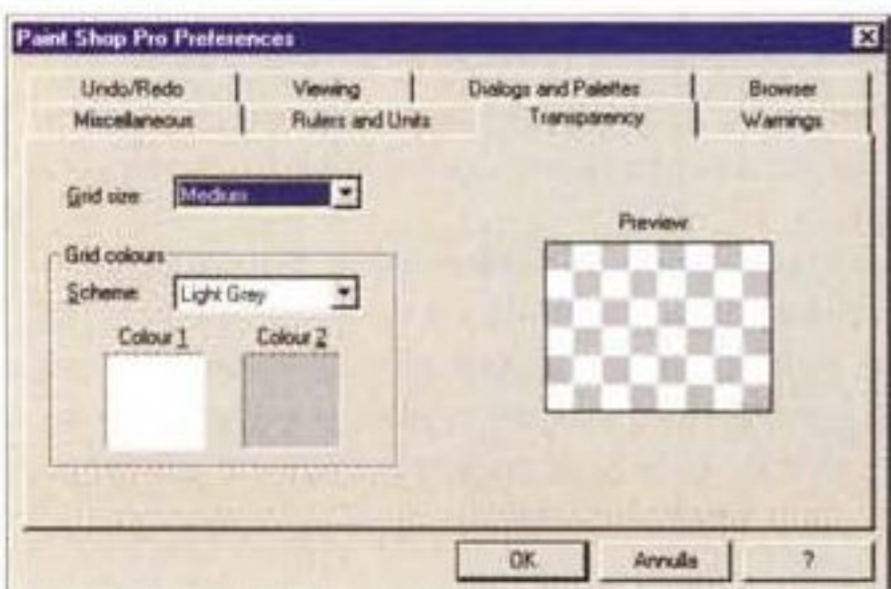 Paint Shop Pro Preferences
Undo/Redo Viewing Dialogs and Palettes Browser
Miscellaneous Rulers and Units Transparency Warnings
Grid size: Medium
Preview:
Grid colours
Scheme: Light Grey
Colour 1 Colour 2
OK Annulla ?